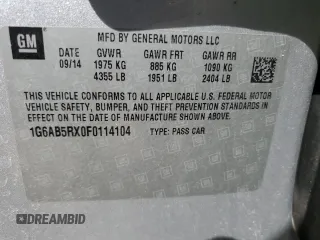 GM
MFD BY GENERAL MOTORS LLC
09/14 GVWR GAWR FRT GAWR RR
1975 KG 885 KG 1090 KG
4355 LB 1951 LB 2404 LB
THIS VEHICLE CONFORMS TO ALL APPLICABLE U.S. FEDERAL MOTOR
VEHICLE SAFETY, BUMPER, AND THEFT PREVENTION STANDARDS
IN EFFECT ON THE DATE OF MANUFACTURE SHOWN ABOVE.
1G6AB5RX0F0114104 TYPE: PASS CAR
BidInfo.com